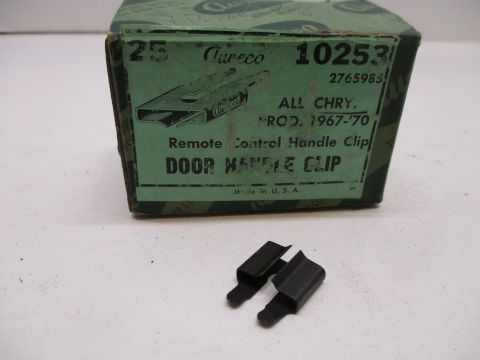 25 Aureco 10253
2765985
ALL CHRY.
PROD. 1967-'70
Remote Control Handle Clip
DOOR HANDLE CLIP
Made in U.S.A.